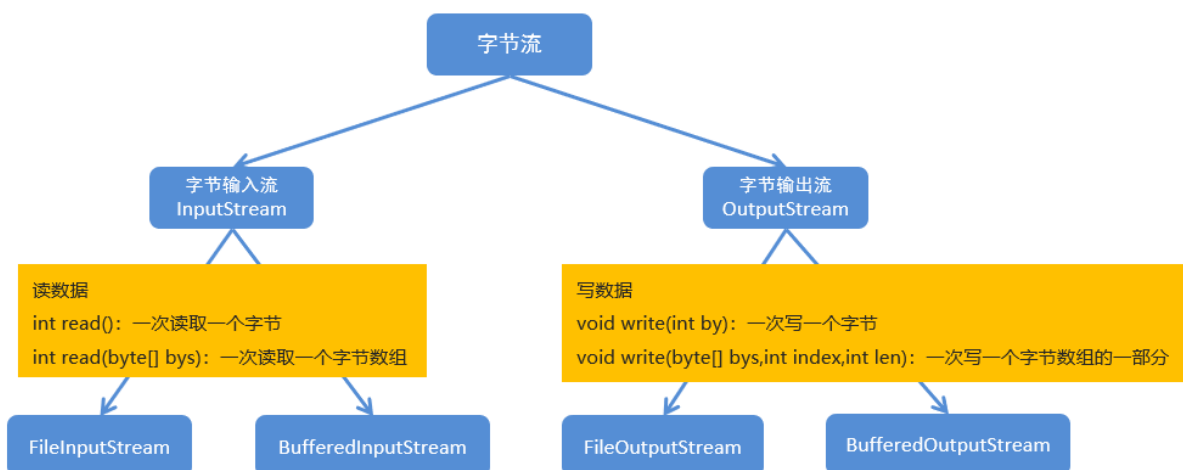 字节流
字节输入流
InputStream
字节输出流
OutputStream
读数据
int read()：一次读取一个字节
int read(byte[] bys)：一次读取一个字节数组
写数据
void write(int by)：一次写一个字节
void write(byte[] bys,int index,int len)：一次写一个字节数组的一部分
FileInputStream
BufferedInputStream
FileOutputStream
BufferedOutputStream